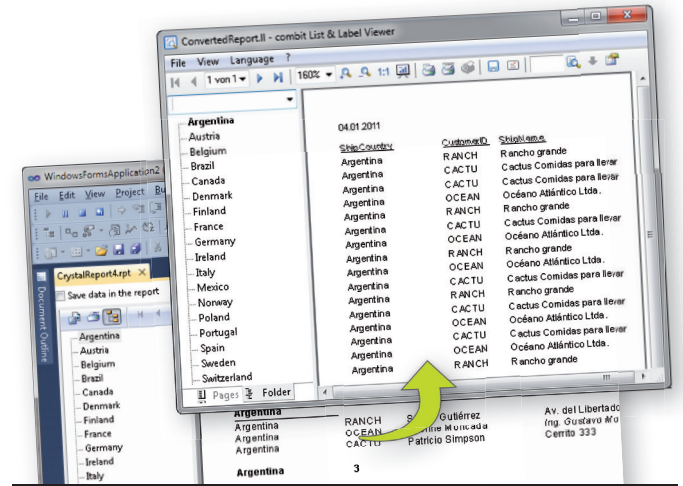 ConvertedReport.ll - combit List & Label Viewer
File View Language ?
1 von 1 160% 1:1
Argentina
Austria
Belgium
Brazil
Canada
Denmark
Finland
France
Germany
Ireland
Italy
Mexico
Norway
Poland
Portugal
Spain
Sweden
Switzerland
Pages Folder
04.01.2011
ShipCountry CustomerID ShipName
Argentina RANCH Rancho grande
Argentina CACTU Cactus Comidas para llevar
Argentina CACTU Cactus Comidas para llevar
Argentina OCEAN Océano Atlántico Ltda.
Argentina RANCH Rancho grande
Argentina CACTU Cactus Comidas para llevar
Argentina OCEAN Océano Atlántico Ltda.
Argentina RANCH Rancho grande
Argentina OCEAN Océano Atlántico Ltda.
Argentina CACTU Cactus Comidas para llevar
Argentina RANCH Rancho grande
Argentina CACTU Cactus Comidas para llevar
Argentina OCEAN Océano Atlántico Ltda.
Argentina CACTU Cactus Comidas para llevar
Argentina OCEAN Océano Atlántico Ltda.
Argentina RANCH Rancho grande
WindowsFormsApplication2
File Edit View Project
CrystalReport4.rpt
Save data in the report
Document Outline
Argentina
Austria
Belgium
Brazil
Canada
Denmark
Finland
France
Germany
Ireland
Italy
Argentina
Argentina RANCH Gutiérrez Av. del Libertado
Argentina OCEAN Moncada Ing. Gustavo Mo
Argentina CACTU Patricio Simpson Cerrito 333
Argentina 3